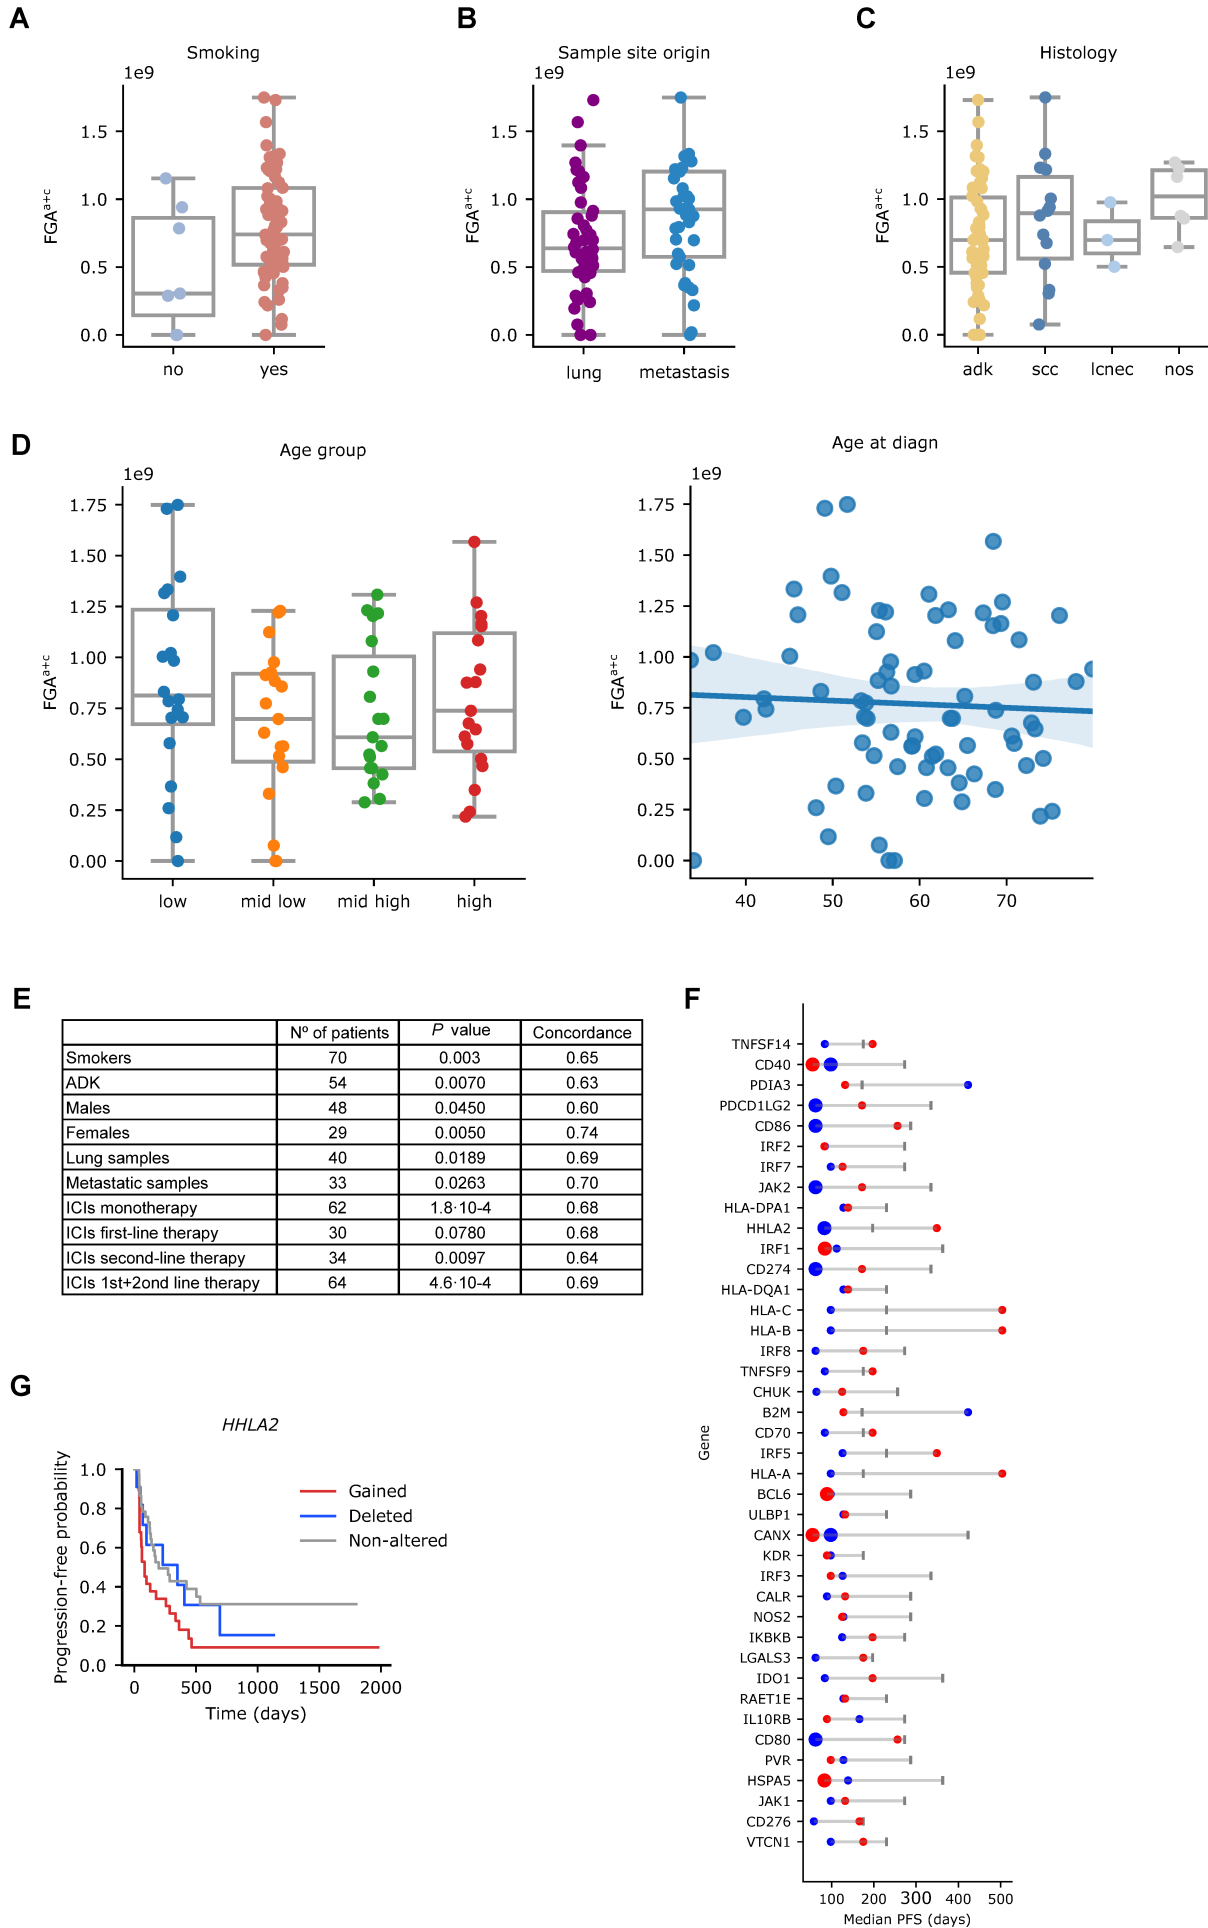 A
Smoking
1e9
FGAa+c
1.5
1.0
0.5
0.0
no
yes
B
Sample site origin
1e9
FGAa+c
1.5
1.0
0.5
0.0
lung
metastasis
C
Histology
1e9
FGAa+c
1.5
1.0
0.5
0.0
adk
scc
lcnec
nos
D
Age group
1e9
FGAa+c
1.75
1.50
1.25
1.00
0.75
0.50
0.25
0.00
low
mid low
mid high
high
Age at diagn
1e9
FGAa+c
1.75
1.50
1.25
1.00
0.75
0.50
0.25
0.00
40
50
60
70
E
Nº of patients P value Concordance
Smokers 70 0.003 0.65
ADK 54 0.0070 0.63
Males 48 0.0450 0.60
Females 29 0.0050 0.74
Lung samples 40 0.0189 0.69
Metastatic samples 33 0.0263 0.70
ICIs monotherapy 62 1.8·10-4 0.68
ICIs first-line therapy 30 0.0780 0.68
ICIs second-line therapy 34 0.0097 0.64
ICIs 1st+2ond line therapy 64 4.6·10-4 0.69
F
Gene
TNFSF14
CD40
PDIA3
PDCD1LG2
CD86
IRF2
IRF7
JAK2
HLA-DPA1
HHLA2
IRF1
CD274
HLA-DQA1
HLA-C
HLA-B
IRF8
TNFSF9
CHUK
B2M
CD70
IRF5
HLA-A
BCL6
ULBP1
CANX
KDR
IRF3
CALR
NOS2
IKBKB
LGALS3
IDO1
RAET1E
IL10RB
CD80
PVR
HSPA5
JAK1
CD276
VTCN1
100
200
300
400
500
Median PFS (days)
G
HHLA2
Progression-free probability
1.0
0.8
0.6
0.4
0.2
0.0
Gained
Deleted
Non-altered
0
500
1000
1500
2000
Time (days)